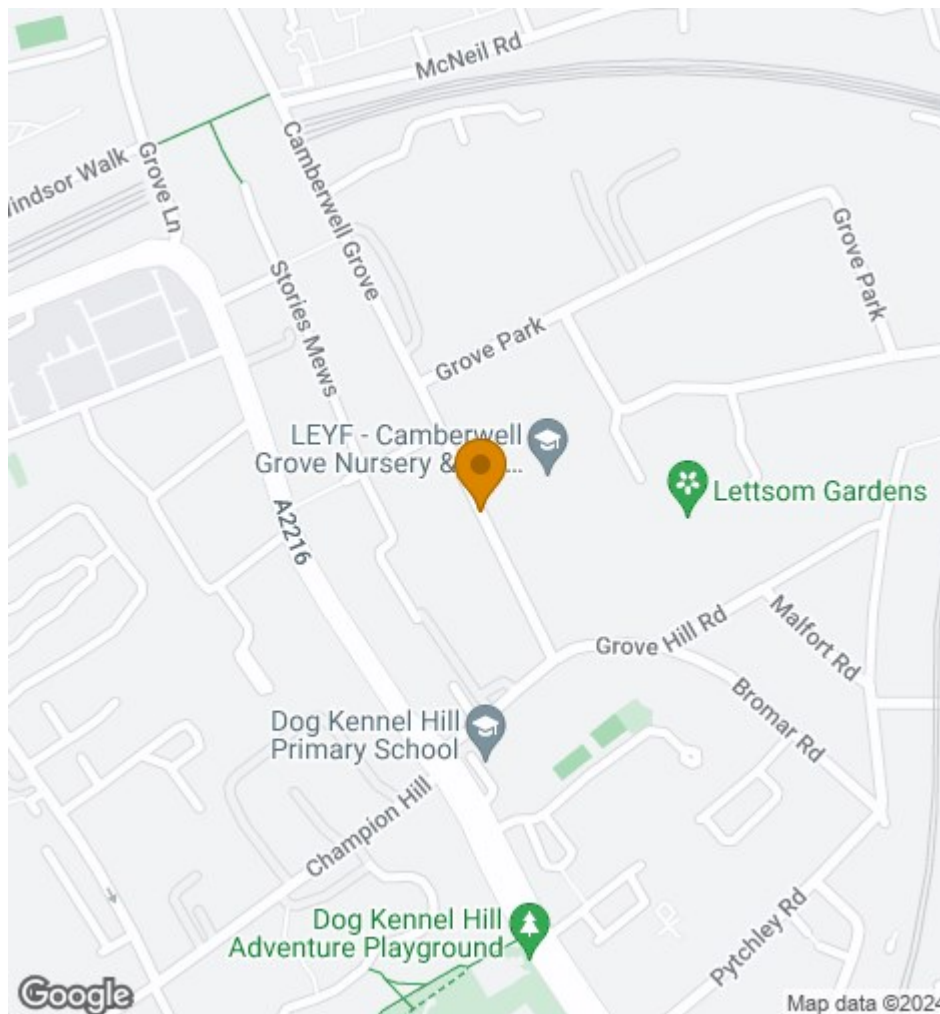 McNeil Rd
Camberwell Grove
Grove Ln
indsor Walk
Stories Mews
Grove Park
Grove Park
LEYF - Camberwell
Grove Nursery &
Lettsom Gardens
A2216
Grove Hill Rd
Malfort Rd
Bromar Rd
Dog Kennel Hill
Primary School
Champion Hill
Dog Kennel Hill
Adventure Playground
Pytchley Rd
Google
Map data ©2024